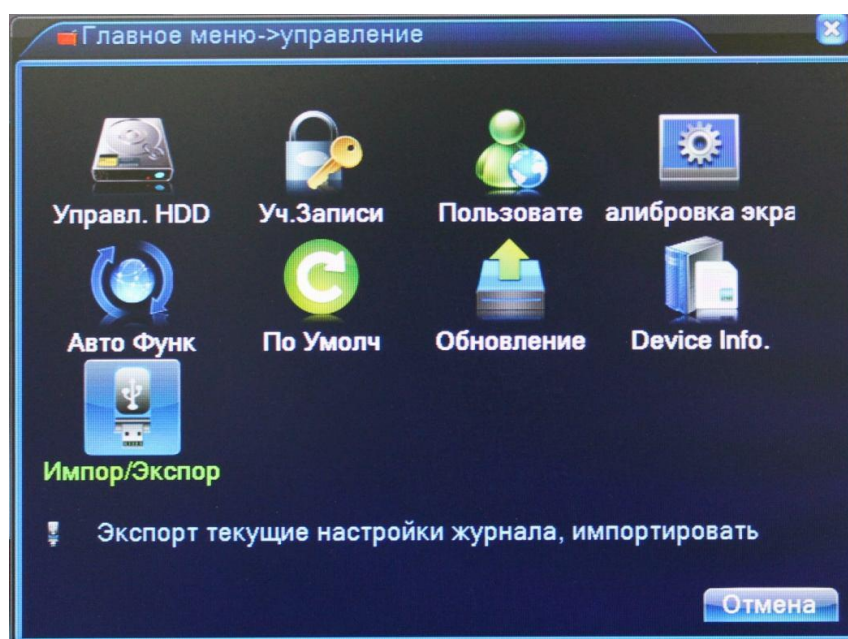 Главное меню->управление
Управл. HDD Уч.Записи Пользовате алибровка экра
Авто Функ По Умолч Обновление Device Info.
Импор/Экспор
Экспорт текущие настройки журнала, импортировать
Отмена